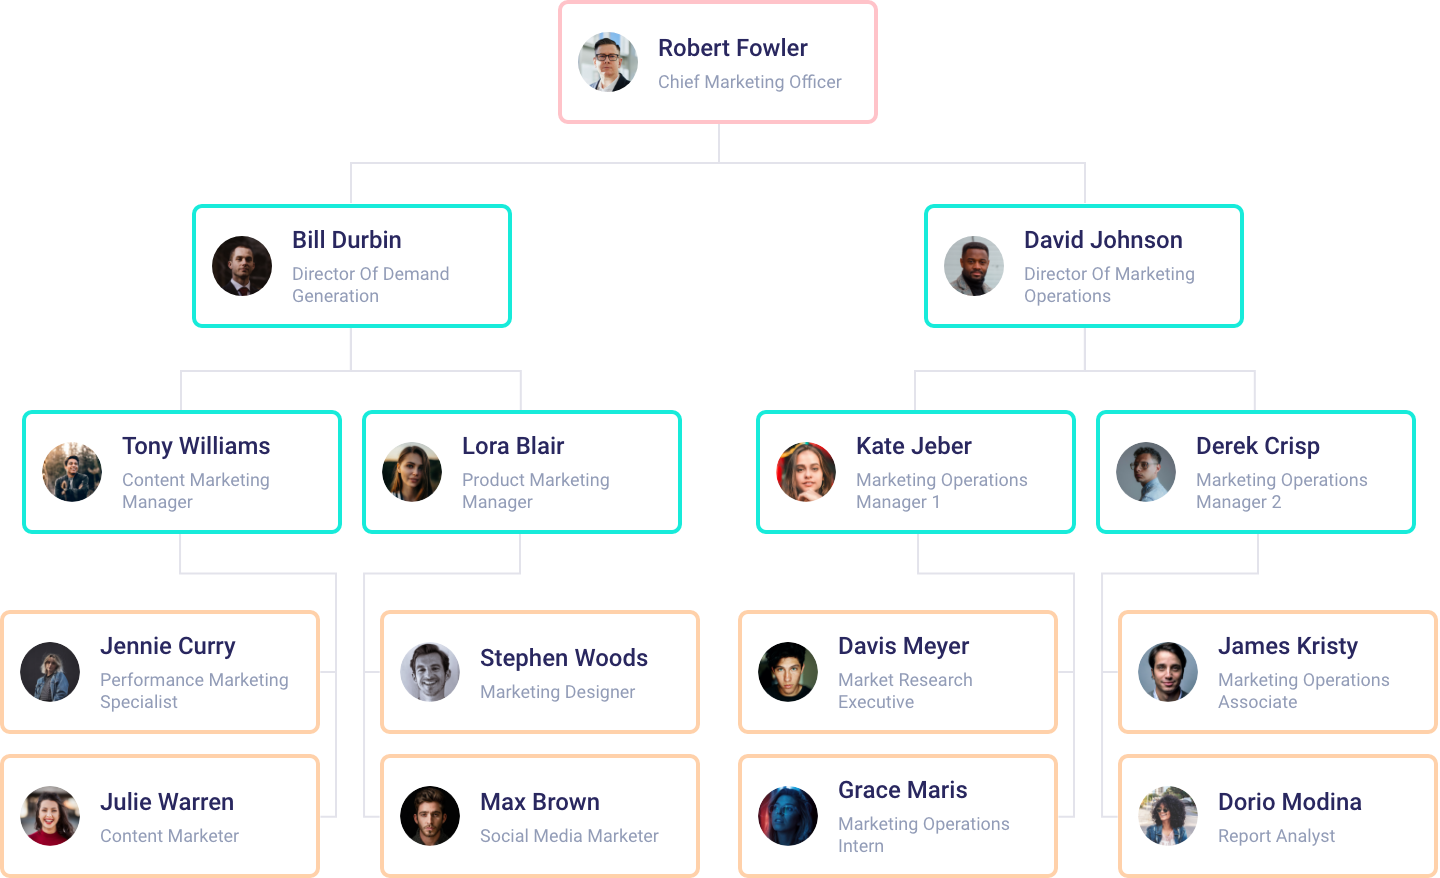 Robert Fowler
Chief Marketing Officer
Bill Durbin
Director Of Demand
Generation
David Johnson
Director Of Marketing
Operations
Tony Williams
Content Marketing
Manager
Lora Blair
Product Marketing
Manager
Kate Jeber
Marketing Operations
Manager 1
Derek Crisp
Marketing Operations
Manager 2
Jennie Curry
Performance Marketing
Specialist
Stephen Woods
Marketing Designer
Davis Meyer
Market Research
Executive
James Kristy
Marketing Operations
Associate
Julie Warren
Content Marketer
Max Brown
Social Media Marketer
Grace Maris
Marketing Operations
Intern
Dorio Modina
Report Analyst